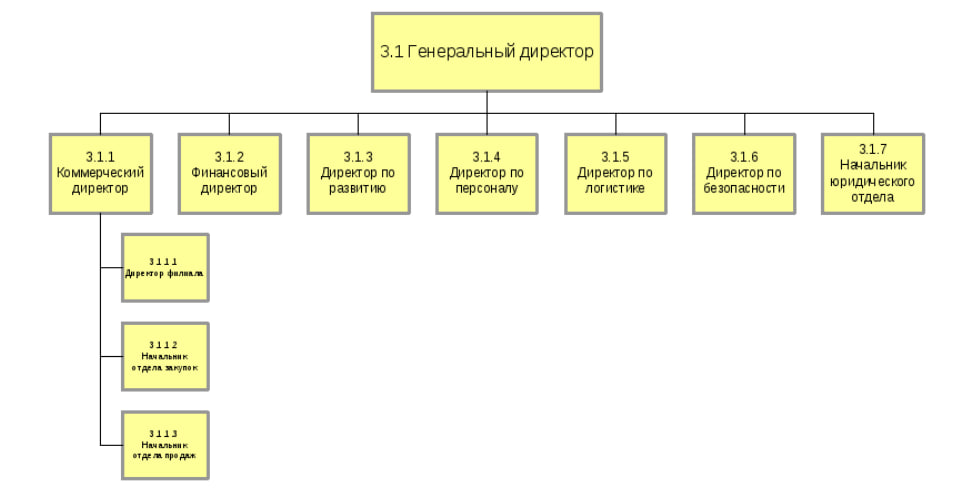 3.1 Генеральный директор
3.1.1
Коммерческий
директор
3.1.2
Финансовый
директор
3.1.3
Директор по
развитию
3.1.4
Директор по
персоналу
3.1.5
Директор по
логистике
3.1.6
Директор по
безопасности
3.1.7
Начальник
юридического
отдела
3.1.1.1
Директор филиала
3.1.1.2
Начальник
отдела закупок
3.1.1.3
Начальник
отдела продаж